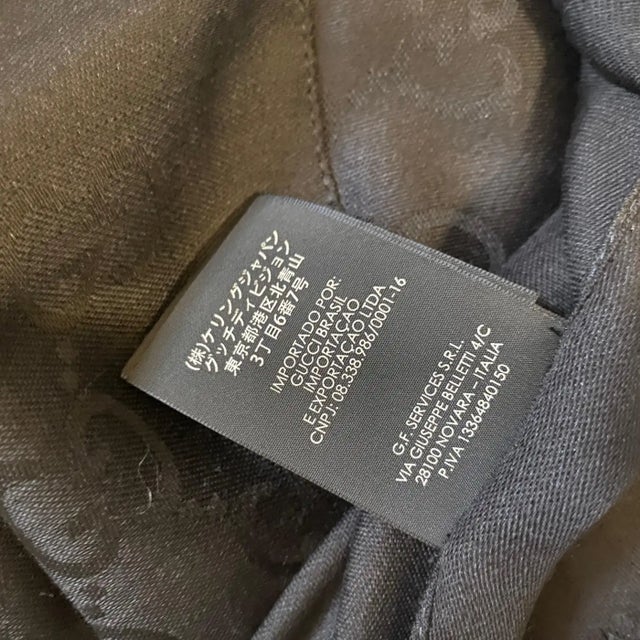 (株)ケリングジャパン
グッチディビジョン
東京都港区北青山
3丁目6番7号
IMPORTADO POR:
GUCCI BRASIL
IMPORTAÇÃO
E EXPORTAÇÃO LTDA
CNPJ: 08.358.986/0001-16
G.F. SERVICES S.R.L.
VIA GIUSEPPE BELLETTI 4/C
28100 NOVARA - ITALIA
P.IVA 13364840150